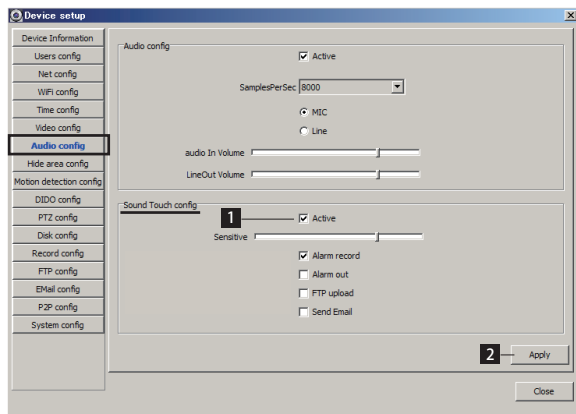 Device setup
Device Information
Users config
Net config
WiFi config
Time config
Video config
Audio config
Hide area config
Motion detection config
DIDO config
PTZ config
Disk config
Record config
FTP config
EMail config
P2P config
System config
Audio config
Active
SamplesPerSec 8000
MIC
Line
audio In Volume
LineOut Volume
Sound Touch config
1 Active
Sensitive
Alarm record
Alarm out
FTP upload
Send Email
2 Apply
Close